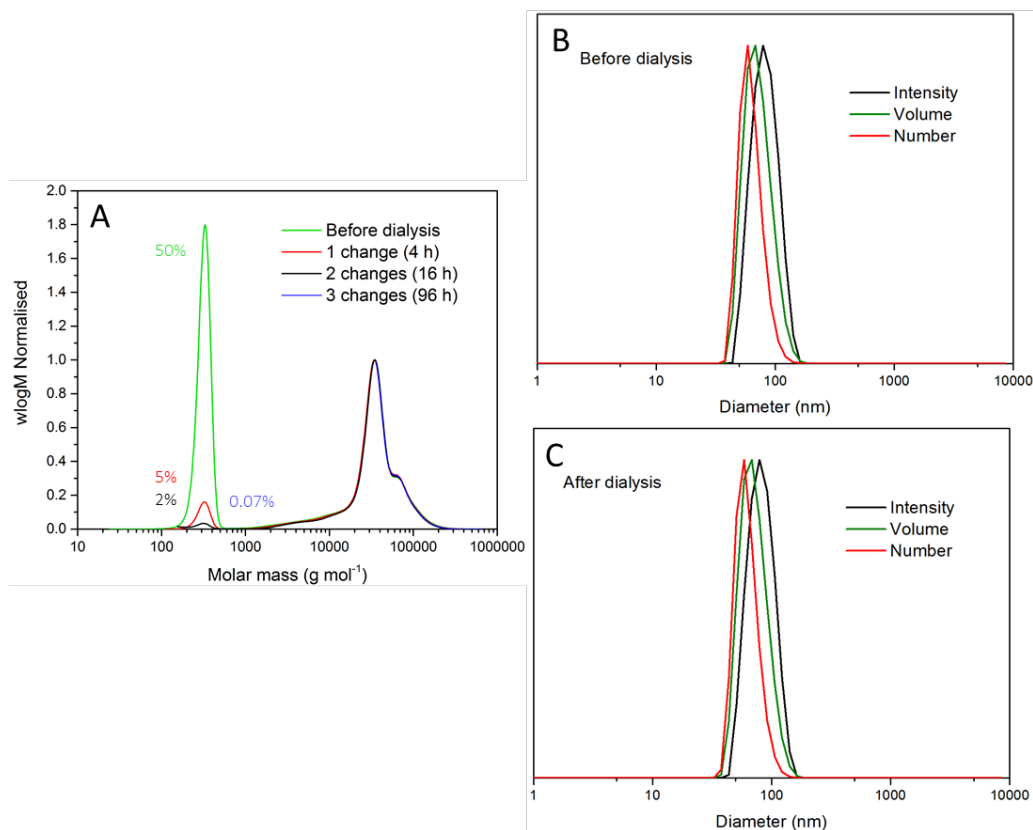 A
wlogM Normalised
2.0
1.8
1.6
1.4
1.2
1.0
0.8
0.6
0.4
0.2
0.0
50%
5%
2%
0.07%
Before dialysis
1 change (4 h)
2 changes (16 h)
3 changes (96 h)
10 100 1000 10000 100000 1000000
Molar mass (g mol⁻¹)
B
Before dialysis
Intensity
Volume
Number
1 10 100 1000 10000
Diameter (nm)
C
After dialysis
Intensity
Volume
Number
1 10 100 1000 10000
Diameter (nm)